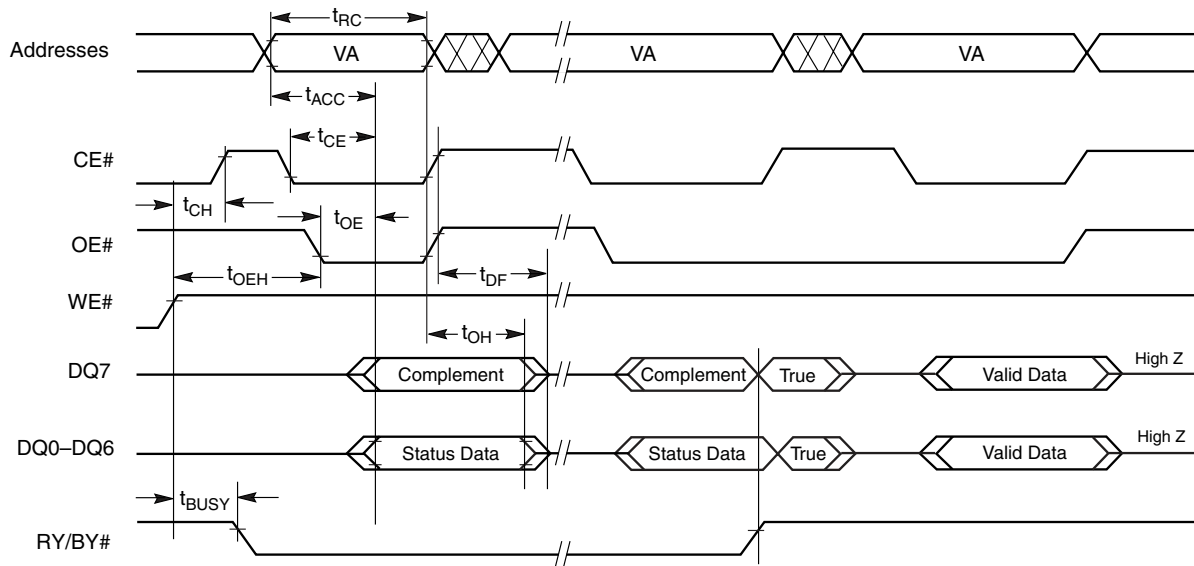 tRC
Addresses VA VA VA
tACC
tCE
CE#
tCH tOE
OE#
tOEH tDF
WE#
tOH
DQ7 Complement Complement True Valid Data High Z
DQ0–DQ6 Status Data Status Data True Valid Data High Z
tBUSY
RY/BY#